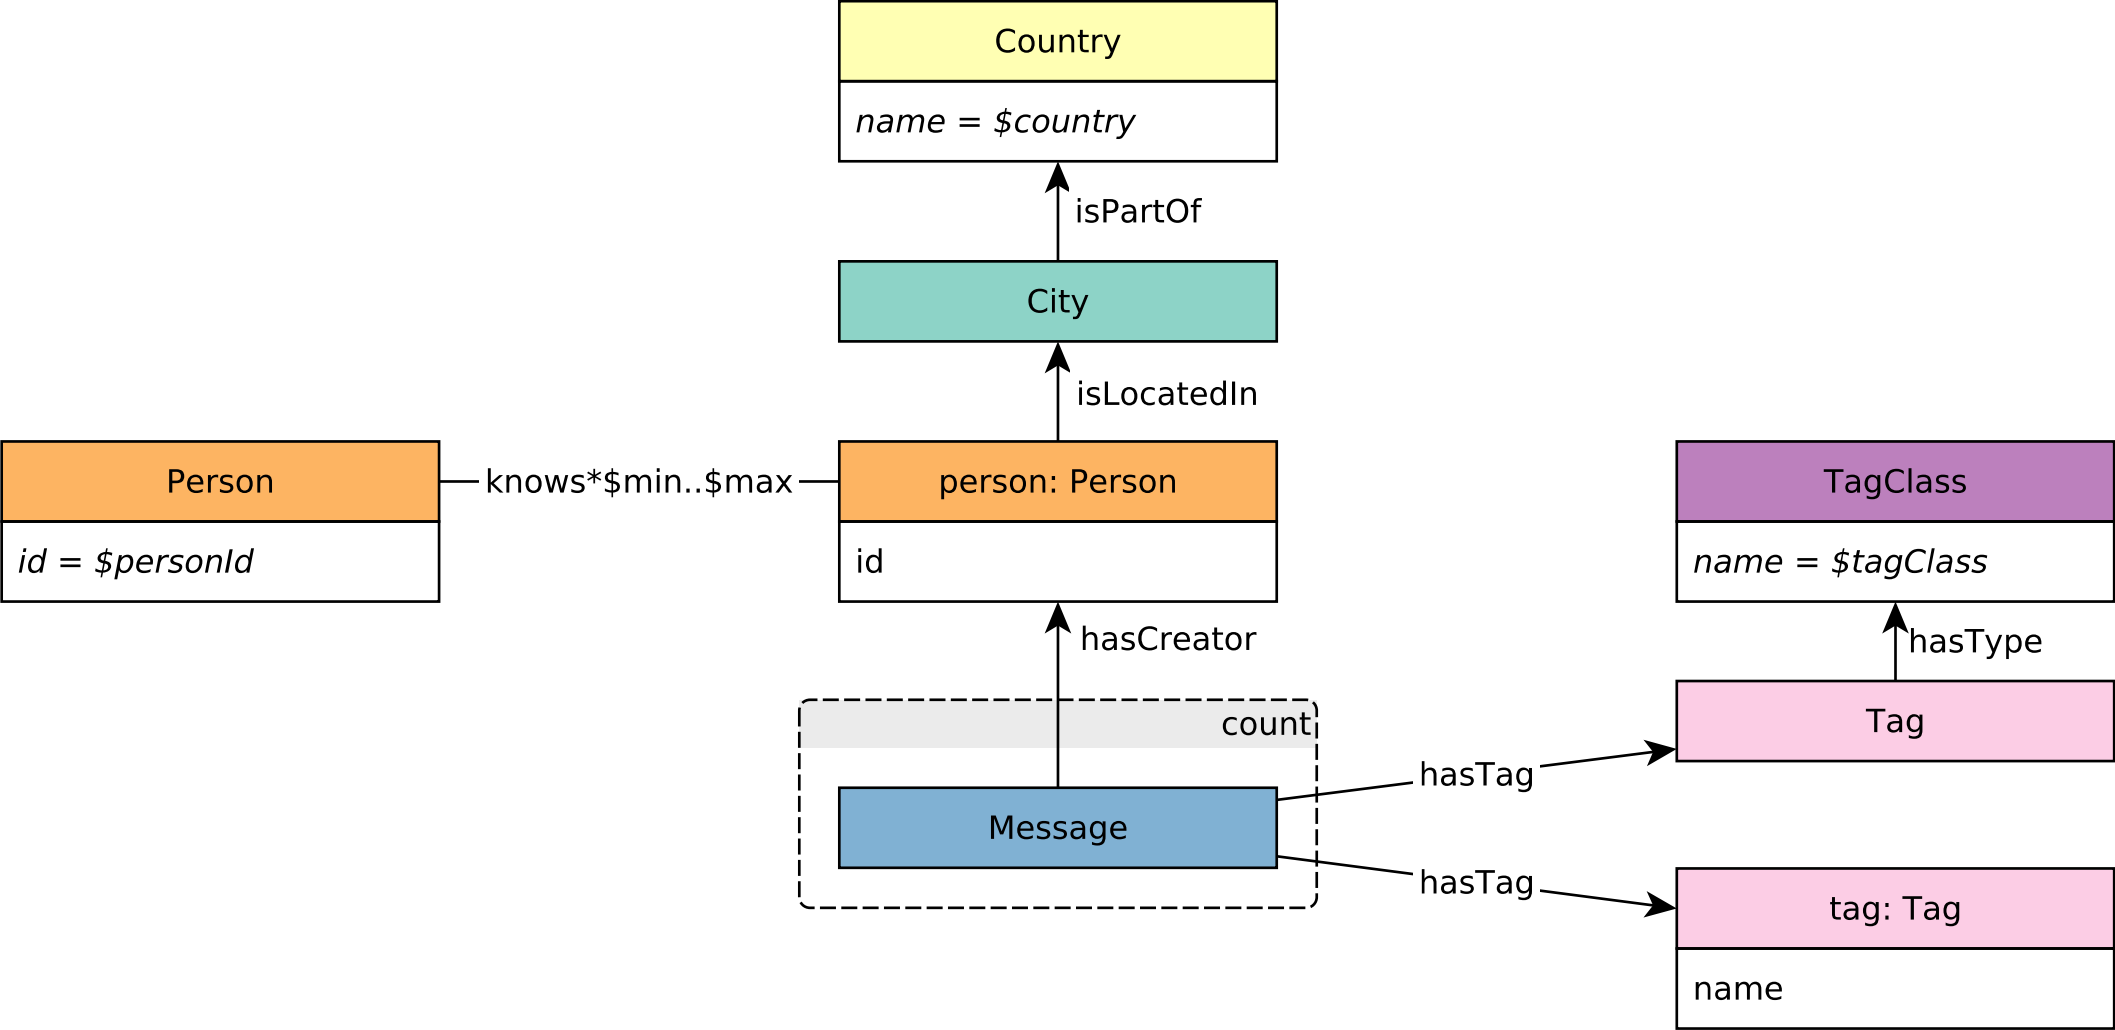 Country
name = $country
isPartOf
City
isLocatedIn
Person
knows*$min..$max
person: Person
TagClass
id = $personId
id
name = $tagClass
hasCreator
hasType
count
Tag
hasTag
Message
hasTag
tag: Tag
name